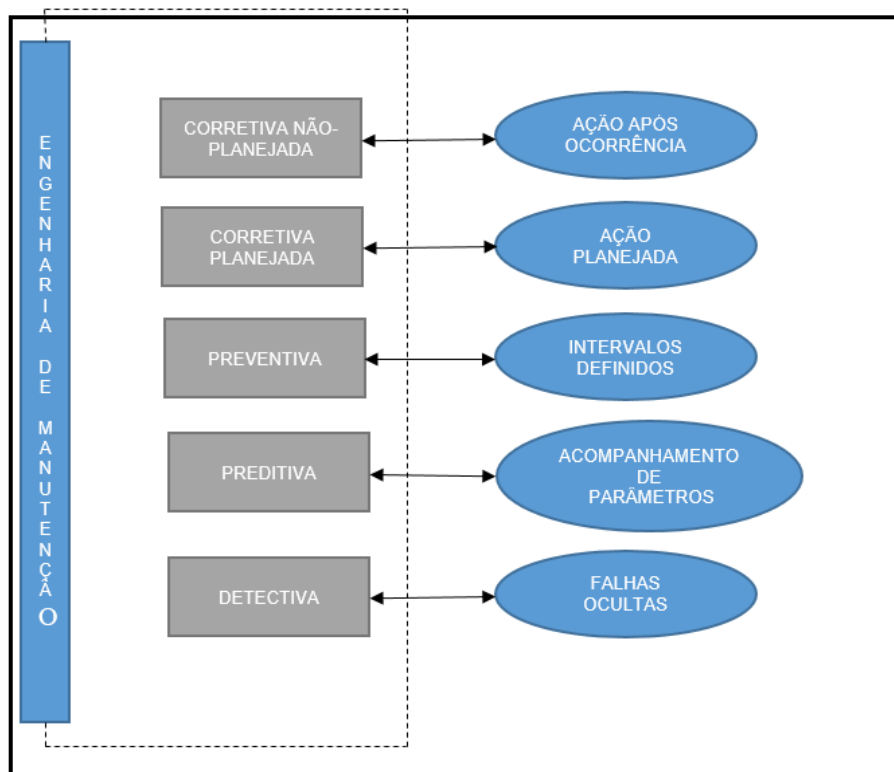 ENGENHARIA DE MANUTENÇÃO
CORRETIVA NÃO-
PLANEJADA
AÇÃO APÓS
OCORRÊNCIA
CORRETIVA
PLANEJADA
AÇÃO
PLANEJADA
PREVENTIVA
INTERVALOS
DEFINIDOS
PREDITIVA
ACOMPANHAMENTO
DE
PARÂMETROS
DETECTIVA
FALHAS
OCULTAS